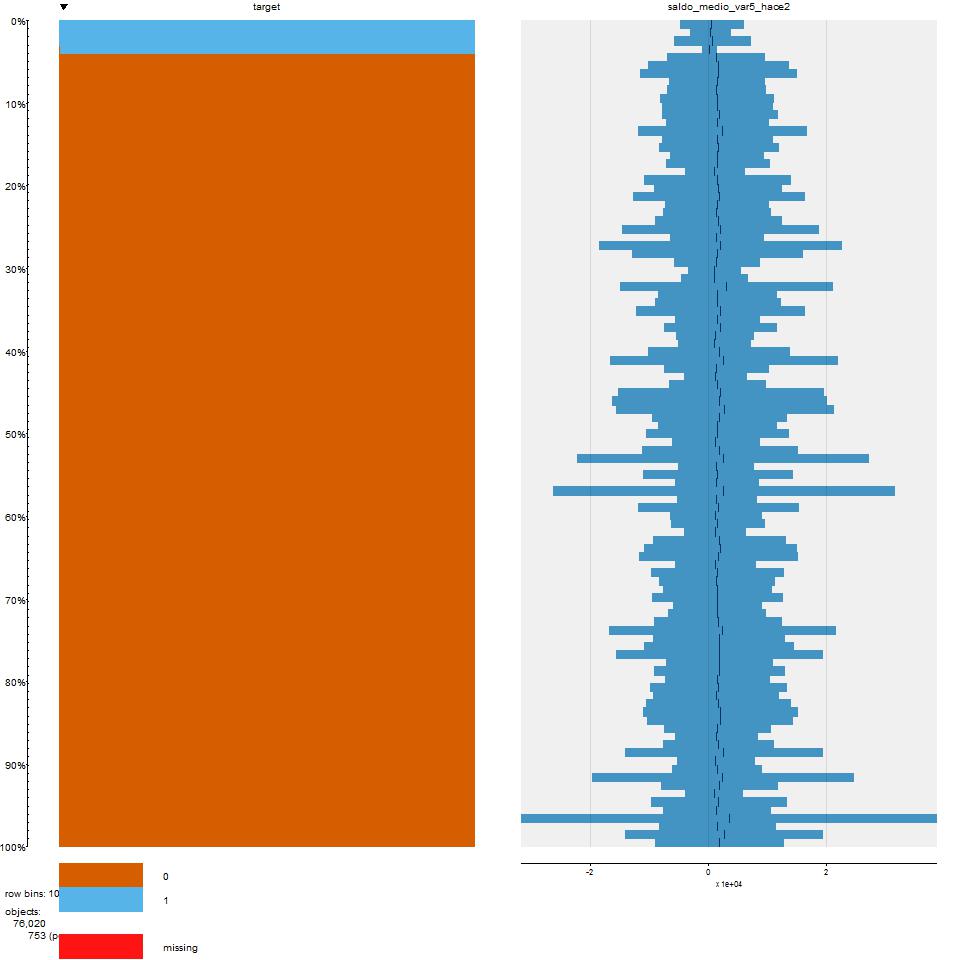 target
saldo_medio_var5_hace2
0%
10%
20%
30%
40%
50%
60%
70%
80%
90%
100%
-2
0
2
x 1e+04
0
row bins: 10
1
objects:
76,020
753 (p
missing